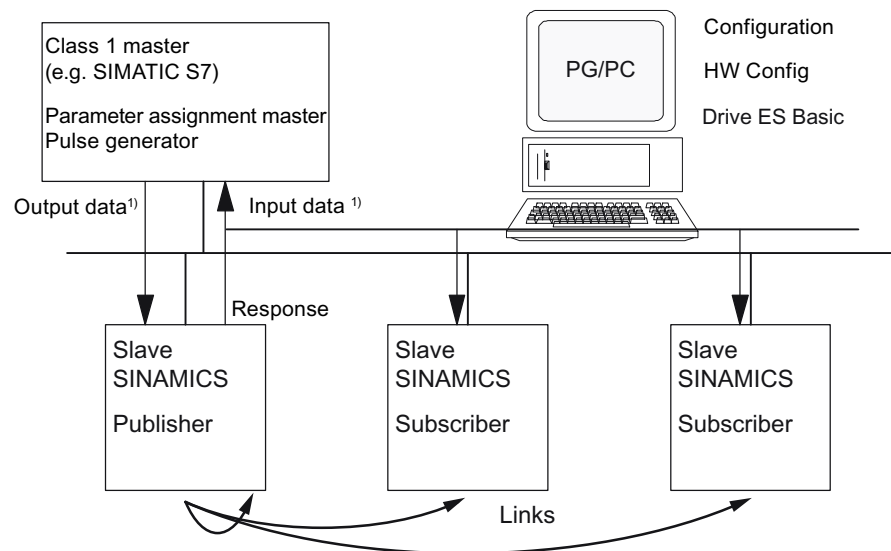 Class 1 master
(e.g. SIMATIC S7)
Parameter assignment master
Pulse generator
PG/PC
Configuration
HW Config
Drive ES Basic
Output data1)
Input data 1)
Response
Slave
SINAMICS
Publisher
Slave
SINAMICS
Subscriber
Slave
SINAMICS
Subscriber
Links